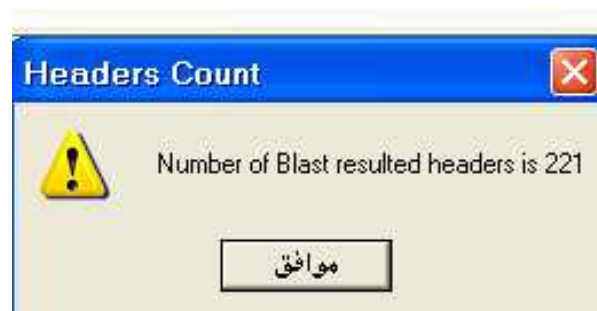 Headers Count
Number of Blast resulted headers is 221
موافق